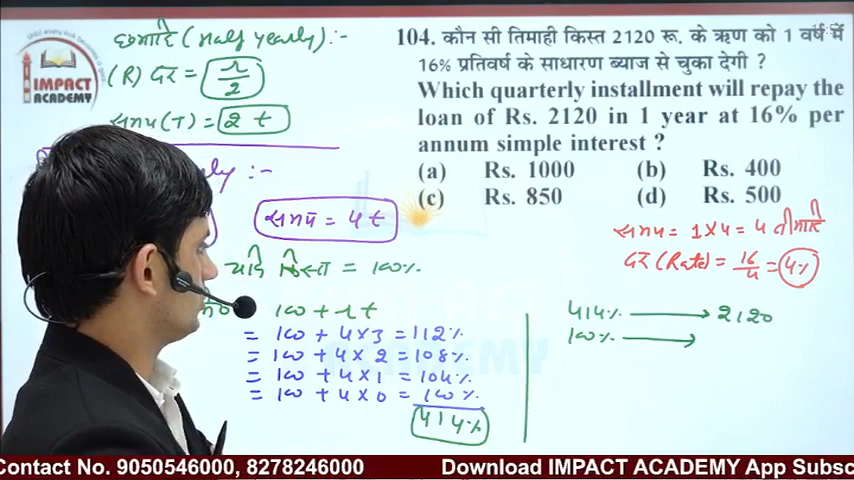 छमाहि (Half yearly):-
(R) दर = r/2
समय (T) = 2 t
ly :-
समय = 4 t
IMPACT
ACADEMY
104. कौन सी तिमाही किस्त 2120 रू. के ऋण को 1 वर्ष में
16% प्रतिवर्ष के साधारण ब्याज से चुका देगी ?
Which quarterly installment will repay the
loan of Rs. 2120 in 1 year at 16% per
annum simple interest ?
(a) Rs. 1000 (b) Rs. 400
(c) Rs. 850 (d) Rs. 500
समय = 1 x 4 = 4 तीमाहि
दर (Rate) = 16/4 = 4%
यदि किस्त = 100%
100 + rt
= 100 + 4 x 3 = 112%
= 100 + 4 x 2 = 108%
= 100 + 4 x 1 = 104%
= 100 + 4 x 0 = 100%
414%
414% → 2120
100% →
Contact No. 9050546000, 8278246000 Download IMPACT ACADEMY App Subsc